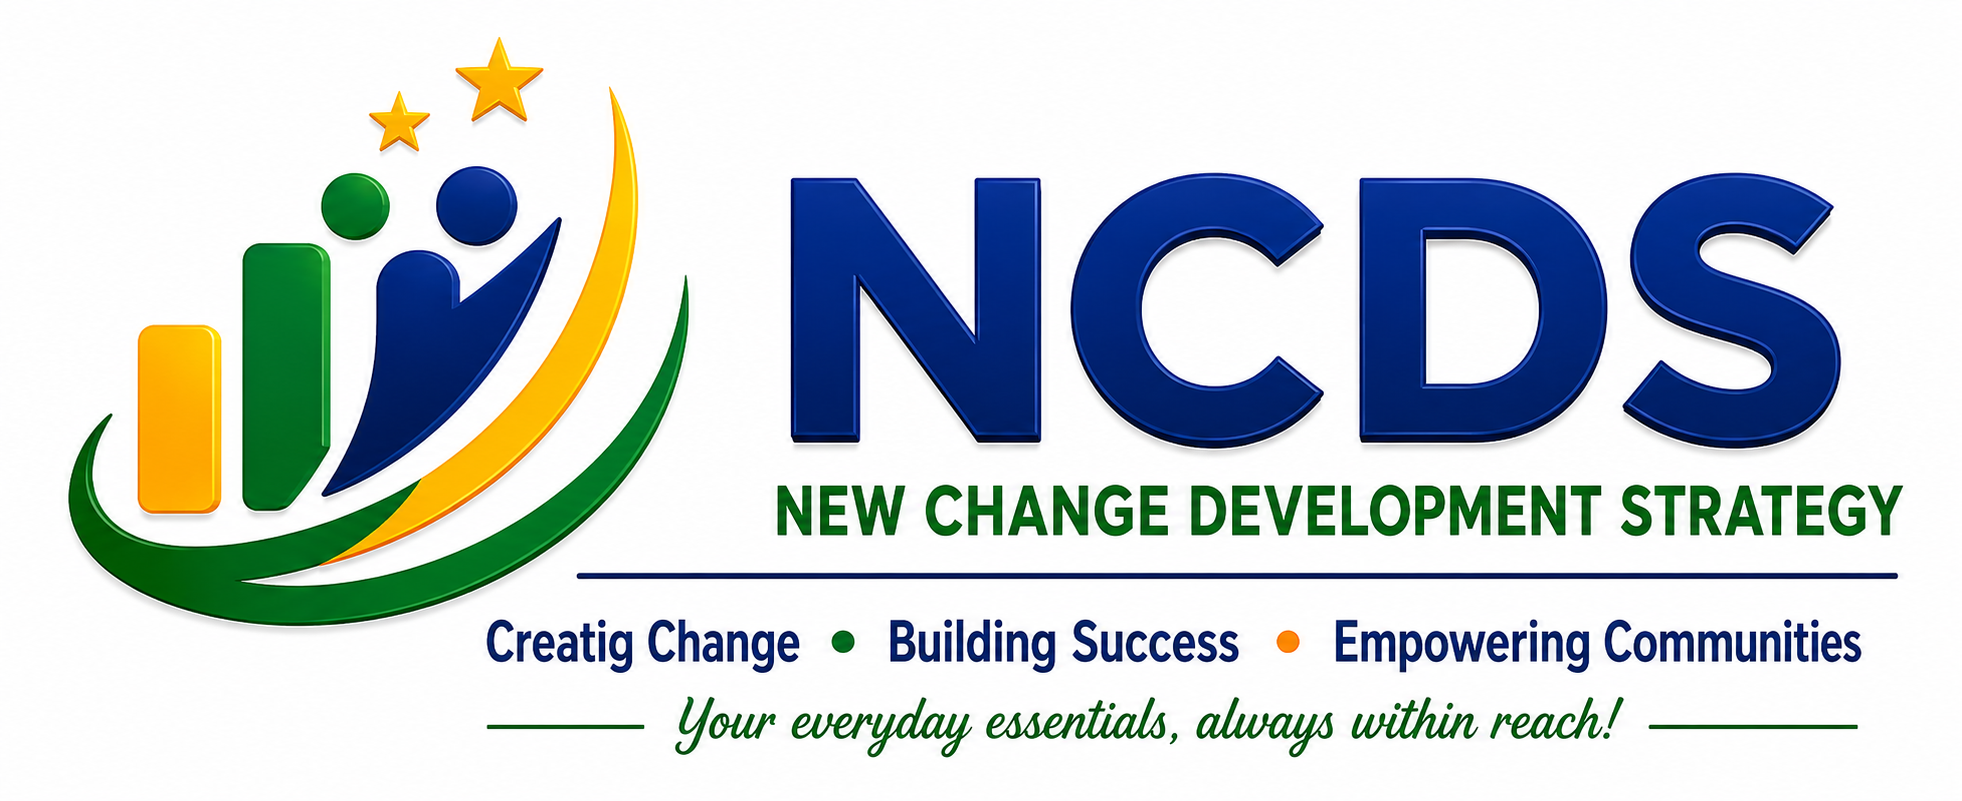 NCDS
NEW CHANGE DEVELOPMENT STRATEGY
Creatig Change • Building Success • Empowering Communities
Your everyday essentials, always within reach!